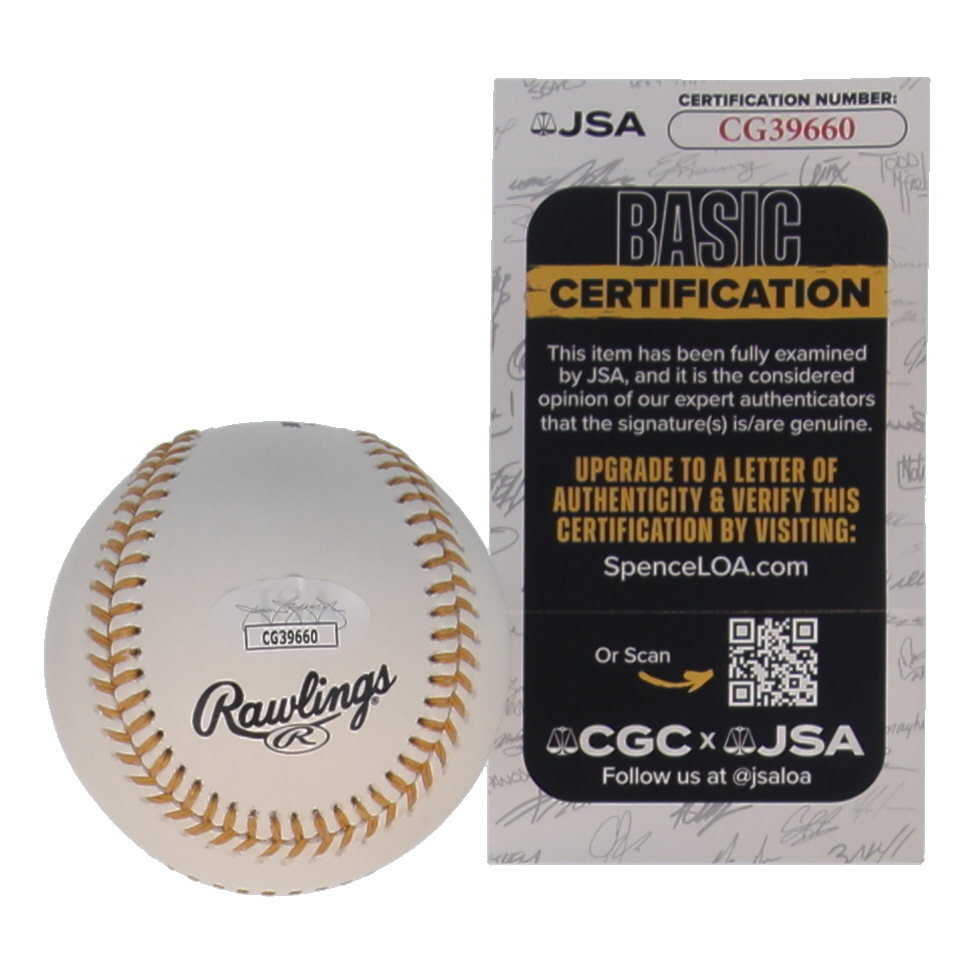 JSA
CERTIFICATION NUMBER:
CG39660
BASIC
CERTIFICATION
This item has been fully examined
by JSA, and it is the considered
opinion of our expert authenticators
that the signature(s) is/are genuine.
UPGRADE TO A LETTER OF
AUTHENTICITY & VERIFY THIS
CERTIFICATION BY VISITING:
SpenceLOA.com
Or Scan
CGC x JSA
Follow us at @jsaloa
CG39660
Rawlings
R